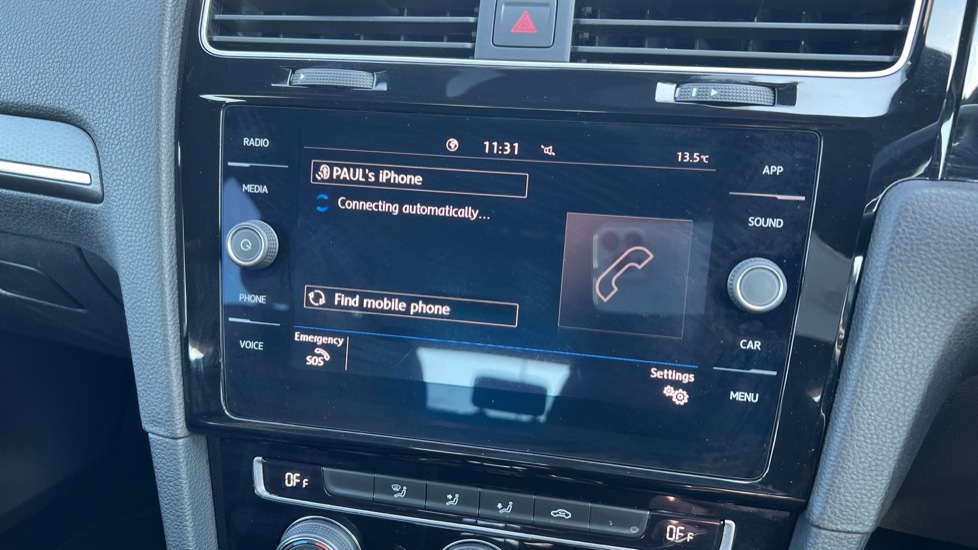 RADIO
MEDIA
PHONE
VOICE
11:31
13.5°C
PAUL's iPhone
Connecting automatically...
Find mobile phone
Emergency
SOS
Settings
APP
SOUND
CAR
MENU
OFF
OFF